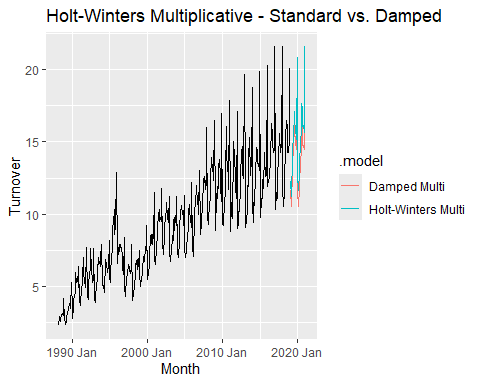 Holt-Winters Multiplicative - Standard vs. Damped
Turnover
20
15
10
5
1990 Jan
2000 Jan
2010 Jan
2020 Jan
Month
.model
Damped Multi
Holt-Winters Multi